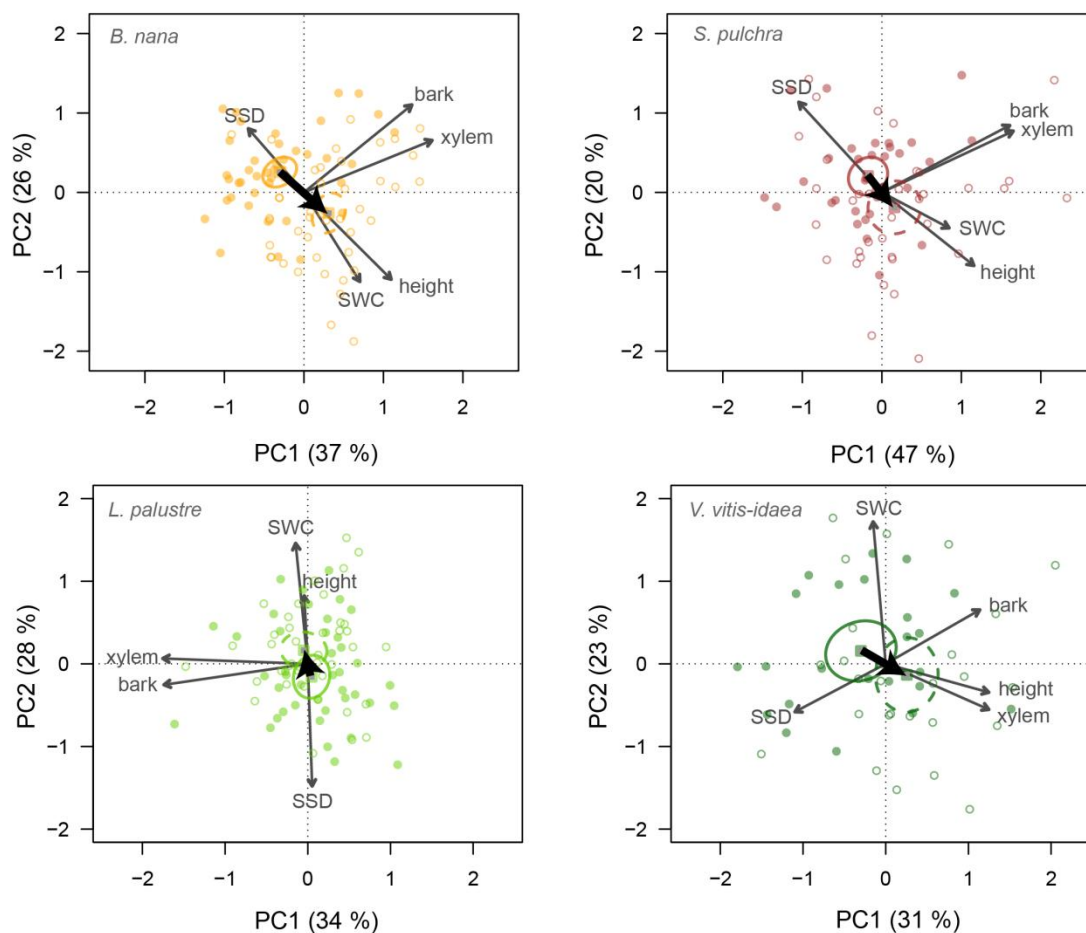 B. nana
PC2 (26 %)
2
1
0
−1
−2
SSD
bark
xylem
SWC
height
−2 −1 0 1 2
PC1 (37 %)
S. pulchra
PC2 (20 %)
2
1
0
−1
−2
SSD
bark
xylem
SWC
height
−2 −1 0 1 2
PC1 (47 %)
L. palustre
PC2 (28 %)
2
1
0
−1
−2
SWC
height
xylem
bark
SSD
−2 −1 0 1 2
PC1 (34 %)
V. vitis-idaea
PC2 (23 %)
2
1
0
−1
−2
SWC
bark
height
xylem
SSD
−2 −1 0 1 2
PC1 (31 %)